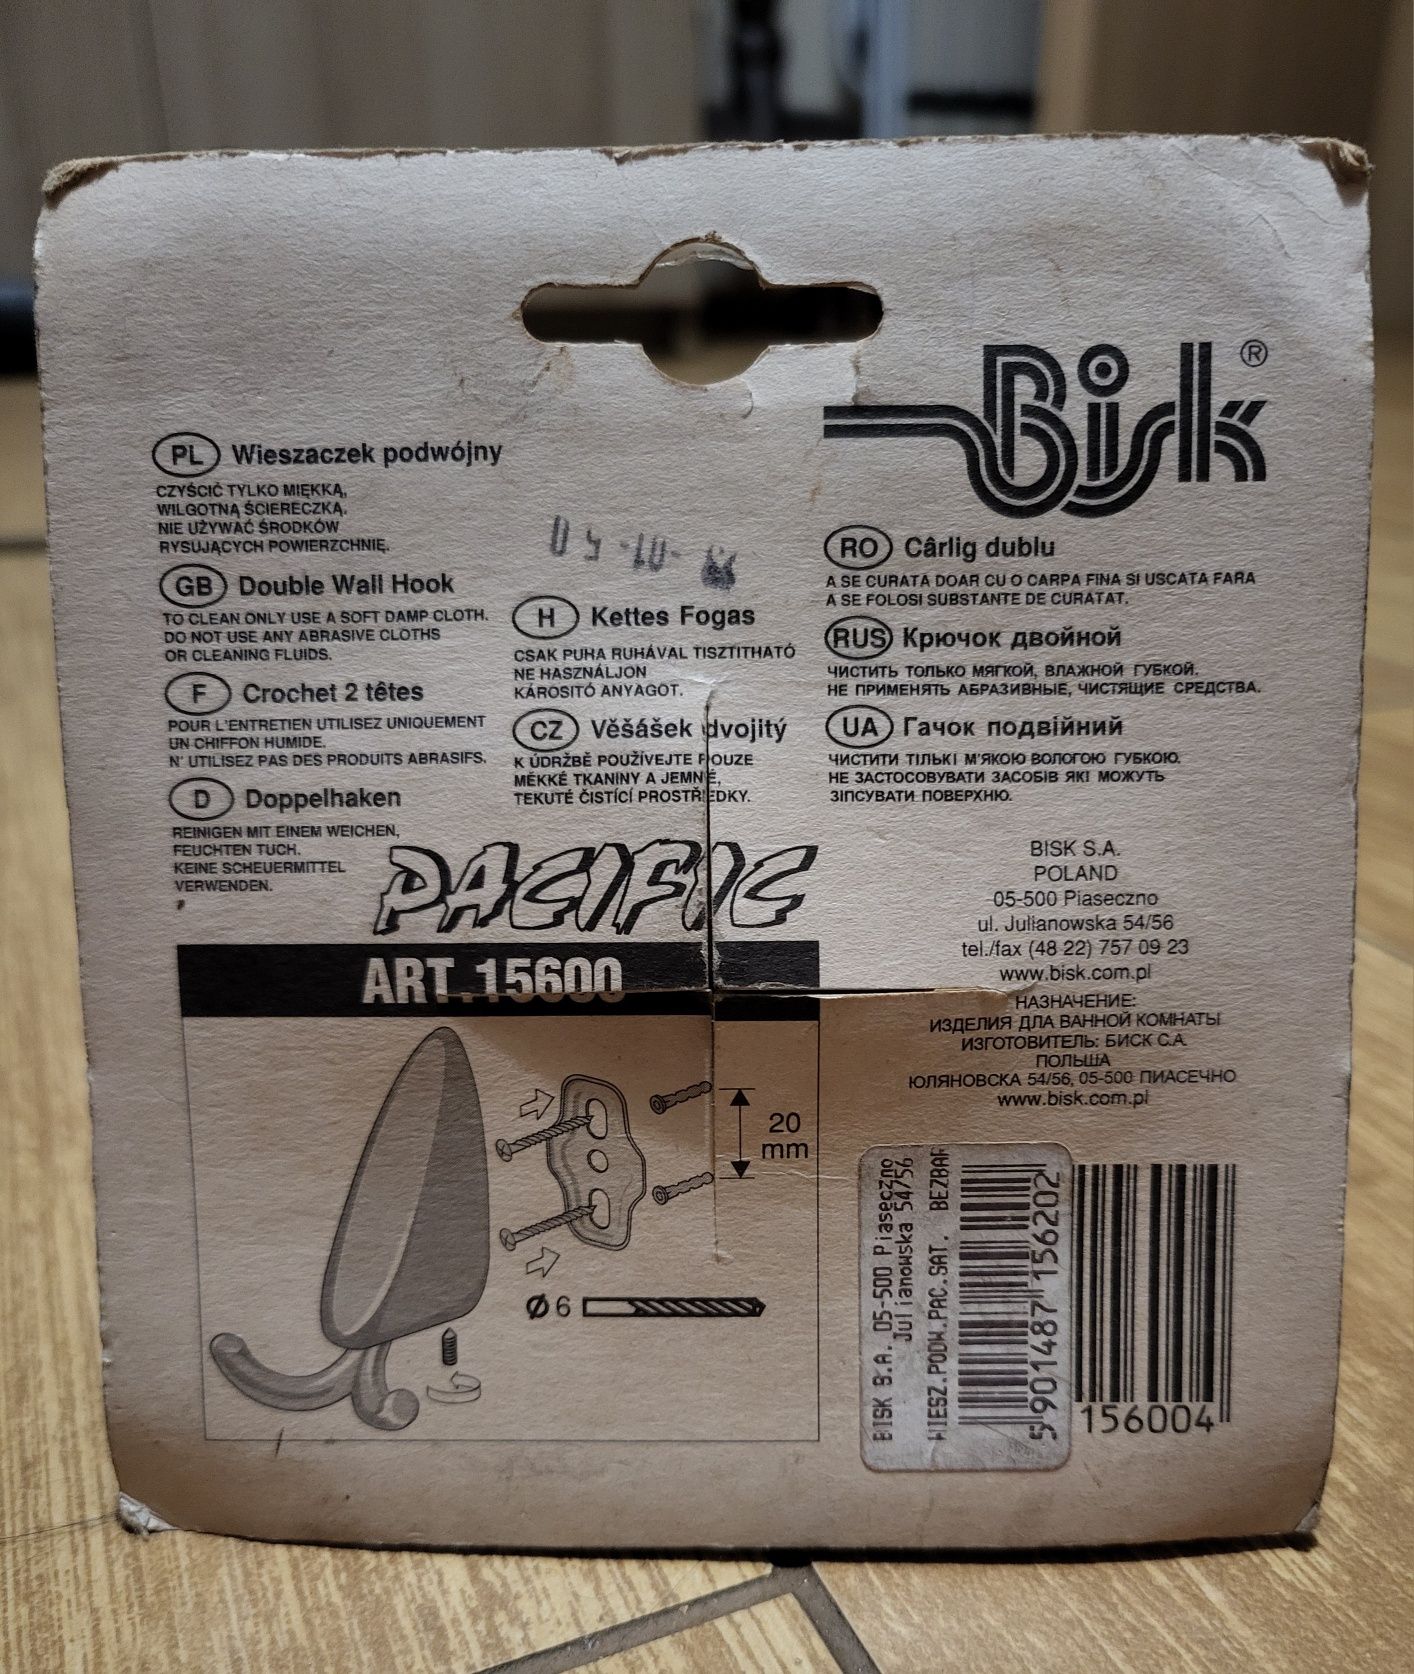 Bisk®
PL Wieszaczek podwójny
CZYŚCIĆ TYLKO MIĘKKĄ,
WILGOTNĄ ŚCIERECZKĄ.
NIE UŻYWAĆ ŚRODKÓW
RYSUJĄCYCH POWIERZCHNIĘ.
GB Double Wall Hook
TO CLEAN ONLY USE A SOFT DAMP CLOTH.
DO NOT USE ANY ABRASIVE CLOTHS
OR CLEANING FLUIDS.
F Crochet 2 têtes
POUR L'ENTRETIEN UTILISEZ UNIQUEMENT
UN CHIFFON HUMIDE.
N' UTILISEZ PAS DES PRODUITS ABRASIFS.
D Doppelhaken
REINIGEN MIT EINEM WEICHEN,
FEUCHTEN TUCH.
KEINE SCHEUERMITTEL
VERWENDEN.
H Kettes Fogas
CSAK PUHA RUHÁVAL TISZTITHATÓ
NE HASZNÁLJON
KÁROSITÓ ANYAGOT.
CZ Věšášek dvojitý
K ÚDRŽBĚ POUŽÍVEJTE POUZE
MĚKKÉ TKANINY A JEMNÉ,
TEKUTÉ ČISTÍCÍ PROSTŘEDKY.
RO Cârlig dublu
A SE CURATA DOAR CU O CARPA FINA SI USCATA FARA
A SE FOLOSI SUBSTANTE DE CURATAT.
RUS Крючок двойной
ЧИСТИТЬ ТОЛЬКО МЯГКОЙ, ВЛАЖНОЙ ГУБКОЙ.
НЕ ПРИМЕНЯТЬ АБРАЗИВНЫЕ, ЧИСТЯЩИЕ СРЕДСТВА.
UA Гачок подвійний
ЧИСТИТИ ТІЛЬКІ М'ЯКОЮ ВОЛОГОЮ ГУБКОЮ.
НЕ ЗАСТОСОВУВАТИ ЗАСОБІВ ЯКІ МОЖУТЬ
ЗІПСУВАТИ ПОВЕРХНЮ.
PACIFIC
ART.15600
20
mm
Ø 6
BISK S.A.
POLAND
05-500 Piaseczno
ul. Julianowska 54/56
tel./fax (48 22) 757 09 23
www.bisk.com.pl
НАЗНАЧЕНИЕ:
ИЗДЕЛИЯ ДЛА ВАННОЙ КОМНАТЫ
ИЗГОТОВИТЕЛЬ: БИСК С.А.
ПОЛЬША
ЮЛЯНОВСКА 54/56, 05-500 ПИАСЕЧНО
www.bisk.com.pl
BISK S.A. 05-500 Piaseczno
Julianowska 54/56
WIESZ.PODW.PAC.SAT. BEZBAR
5901487156202
156004